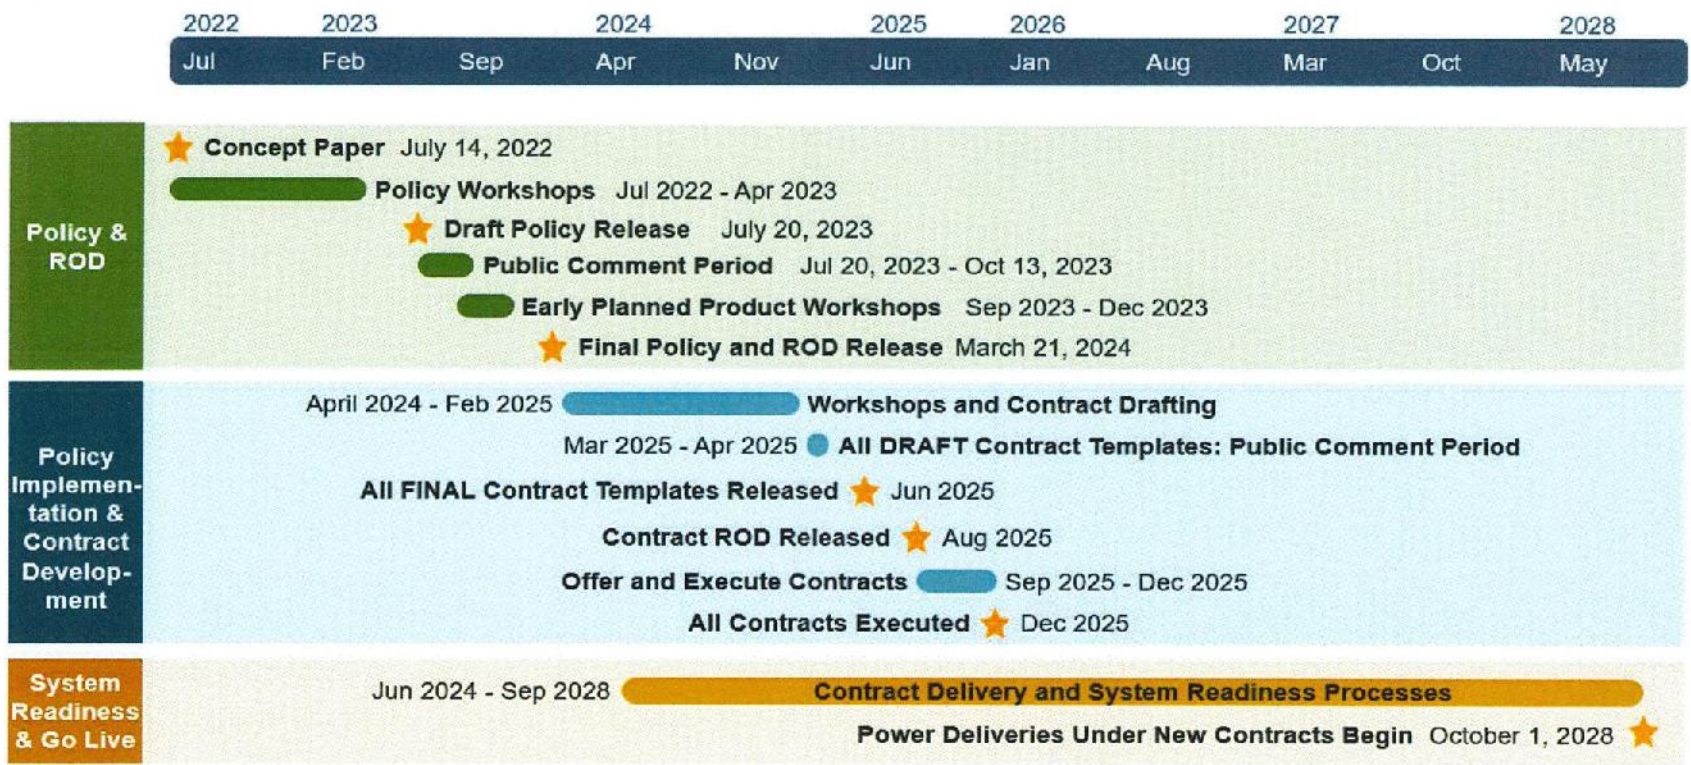 2022 2023 2024 2025 2026 2027 2028
Jul Feb Sep Apr Nov Jun Jan Aug Mar Oct May
Policy &
ROD
Concept Paper July 14, 2022
Policy Workshops Jul 2022 - Apr 2023
Draft Policy Release July 20, 2023
Public Comment Period Jul 20, 2023 - Oct 13, 2023
Early Planned Product Workshops Sep 2023 - Dec 2023
Final Policy and ROD Release March 21, 2024
Policy
Implemen-
tation &
Contract
Develop-
ment
April 2024 - Feb 2025 Workshops and Contract Drafting
Mar 2025 - Apr 2025 All DRAFT Contract Templates: Public Comment Period
All FINAL Contract Templates Released Jun 2025
Contract ROD Released Aug 2025
Offer and Execute Contracts Sep 2025 - Dec 2025
All Contracts Executed Dec 2025
System
Readiness
& Go Live
Jun 2024 - Sep 2028 Contract Delivery and System Readiness Processes
Power Deliveries Under New Contracts Begin October 1, 2028